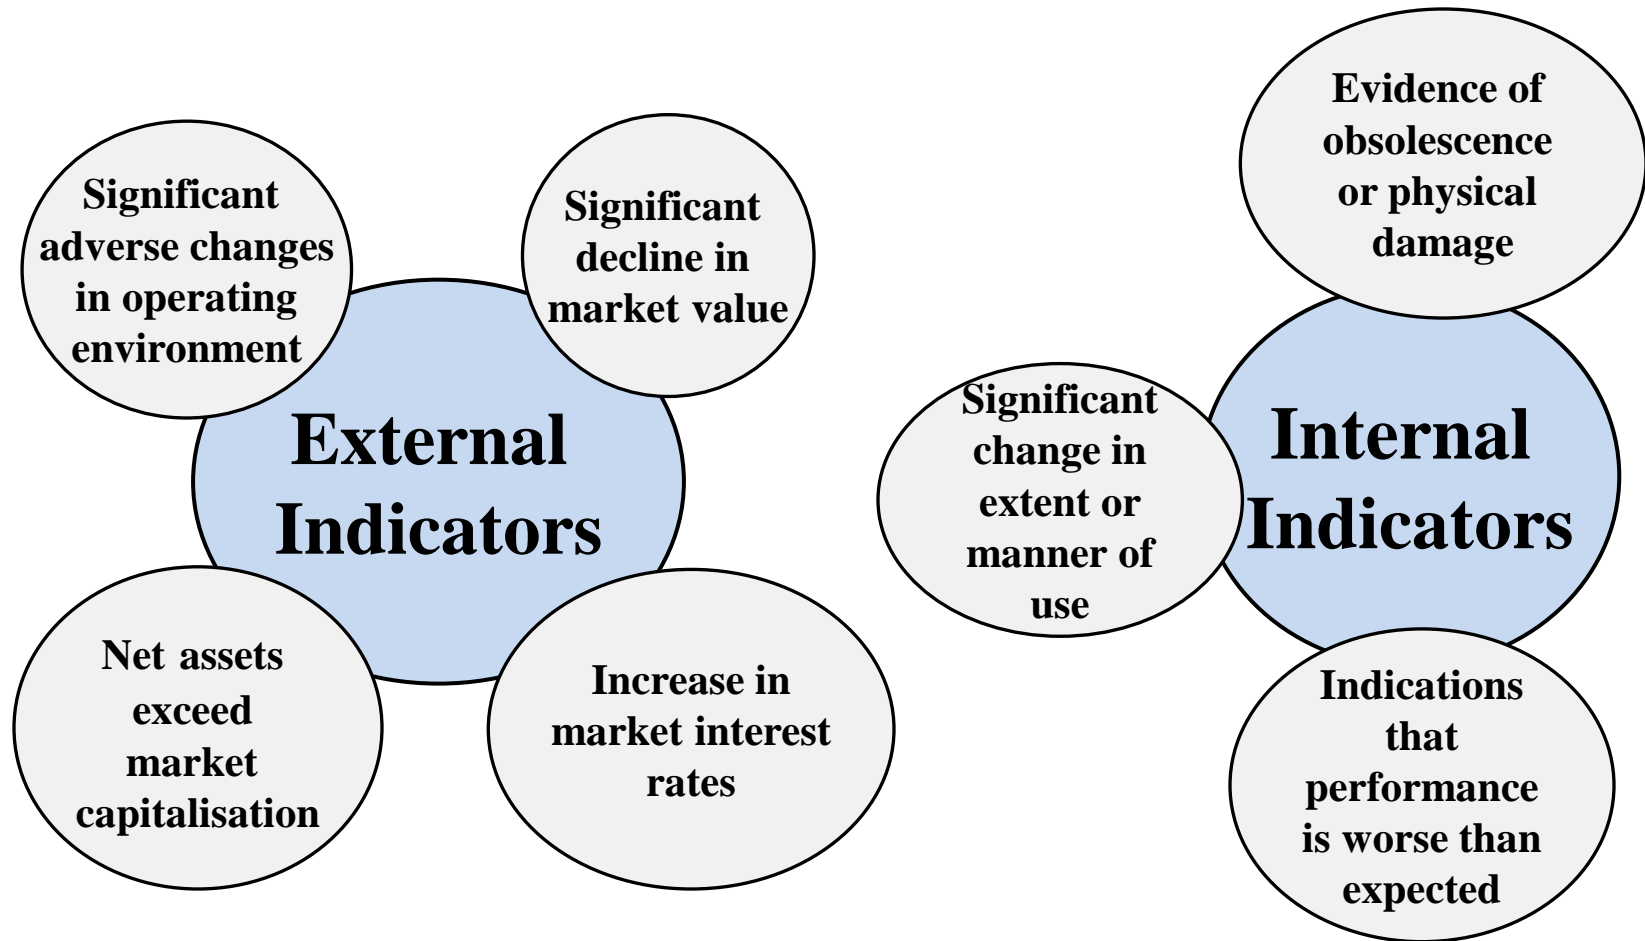 Significant
adverse changes
in operating
environment
Significant
decline in
market value
External
Indicators
Net assets
exceed
market
capitalisation
Increase in
market interest
rates
Evidence of
obsolescence
or physical
damage
Significant
change in
extent or
manner of
use
Internal
Indicators
Indications
that
performance
is worse than
expected